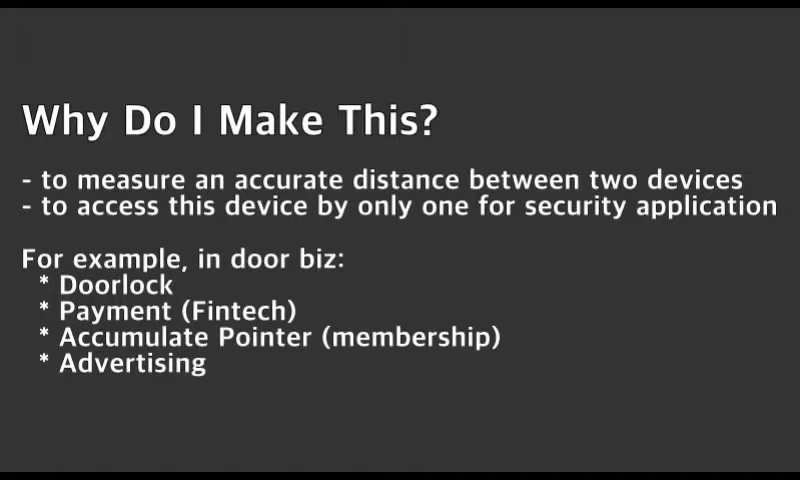 Why Do I Make This?
- to measure an accurate distance between two devices
- to access this device by only one for security application
For example, in door biz:
* Doorlock
* Payment (Fintech)
* Accumulate Pointer (membership)
* Advertising